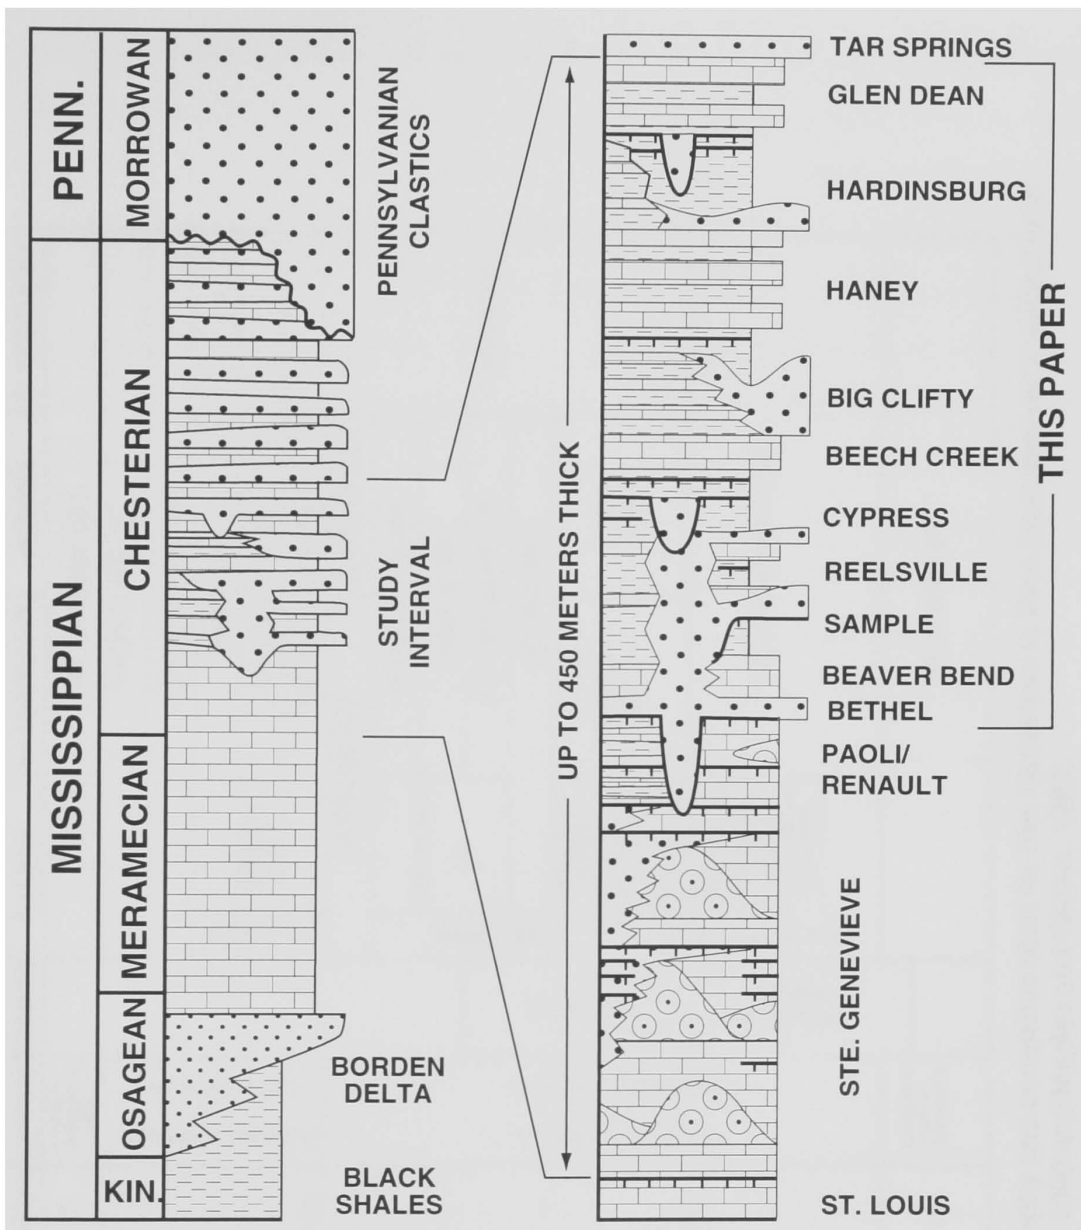 PENN.
MISSISSIPPIAN
MORROWAN
CHESTERIAN
MERAMECIAN
OSAGEAN
KIN.
PENNSYLVANIAN
CLASTICS
STUDY
INTERVAL
BORDEN
DELTA
BLACK
SHALES
UP TO 450 METERS THICK
TAR SPRINGS
GLEN DEAN
HARDINSBURG
HANEY
BIG CLIFTY
BEECH CREEK
CYPRESS
REELSVILLE
SAMPLE
BEAVER BEND
BETHEL
PAOLI/
RENAULT
STE. GENEVIEVE
ST. LOUIS
THIS PAPER